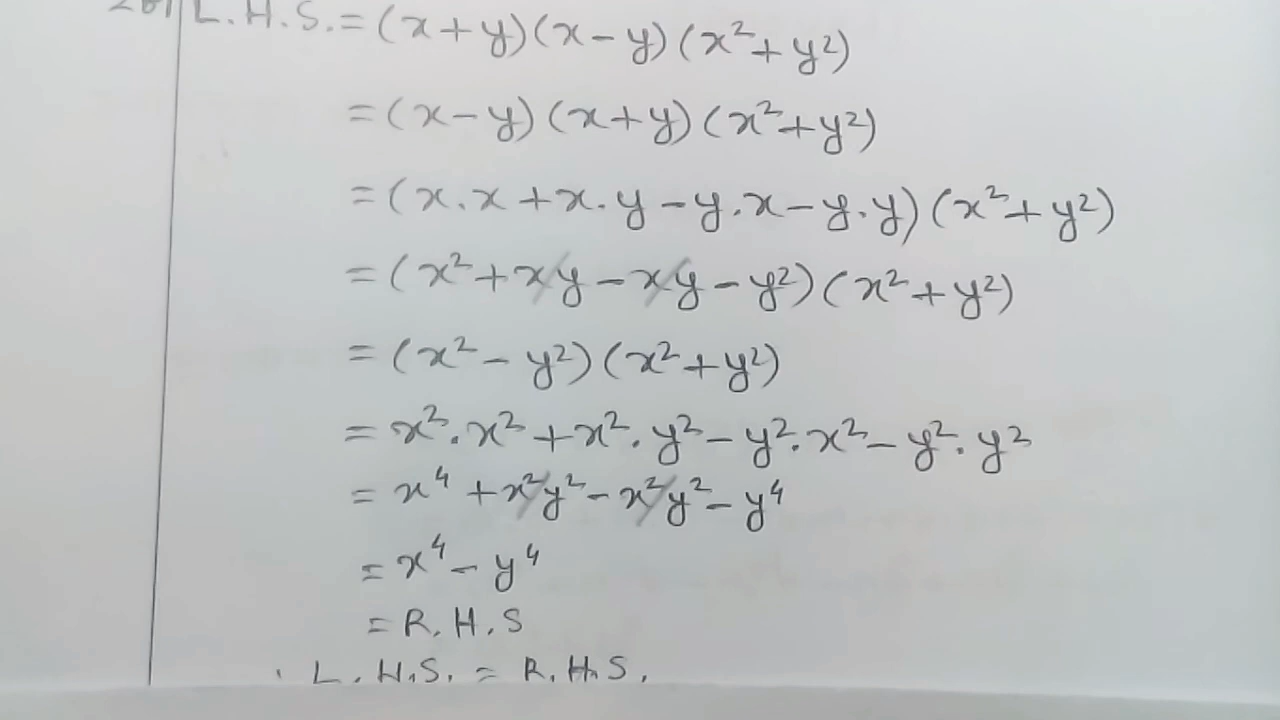 L.H.S. = (x+y)(x-y)(x²+y²)
= (x-y)(x+y)(x²+y²)
= (x.x+x.y-y.x-y.y)(x²+y²)
= (x²+xy-xy-y²)(x²+y²)
= (x²-y²)(x²+y²)
= x².x²+x².y²-y².x²-y².y²
= x⁴+x²y²-x²y²-y⁴
= x⁴-y⁴
= R.H.S
L.H.S. = R.H.S.